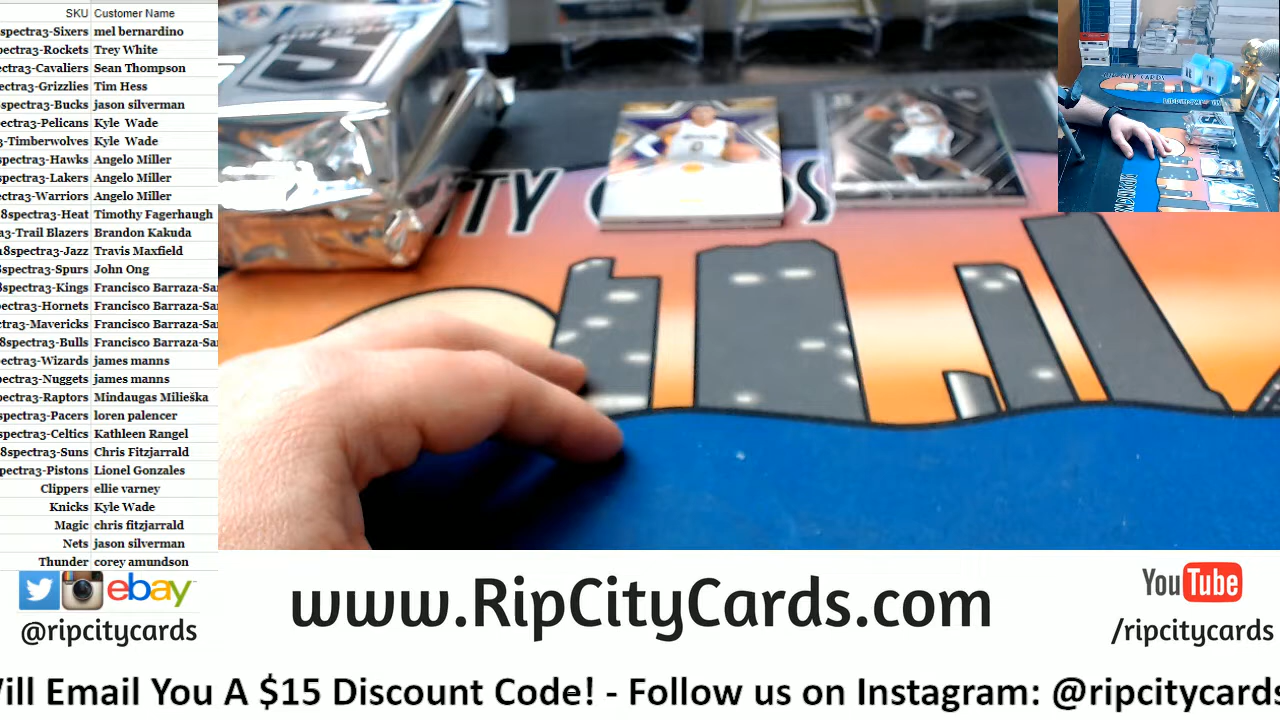 SKU Customer Name
spectra3-Sixers mel bernardino
pectra3-Rockets Trey White
ectra3-Cavaliers Sean Thompson
ectra3-Grizzlies Tim Hess
spectra3-Bucks jason silverman
pectra3-Pelicans Kyle Wade
3-Timberwolves Kyle Wade
spectra3-Hawks Angelo Miller
spectra3-Lakers Angelo Miller
ectra3-Warriors Angelo Miller
8spectra3-Heat Timothy Fagerhaugh
a3-Trail Blazers Brandon Kakuda
18spectra3-Jazz Travis Maxfield
spectra3-Spurs John Ong
8spectra3-Kings Francisco Barraza-Sa
pectra3-Hornets Francisco Barraza-Sa
ctra3-Mavericks Francisco Barraza-Sa
8spectra3-Bulls Francisco Barraza-Sa
ectra3-Wizards james manns
ectra3-Nuggets james manns
pectra3-Raptors Mindaugas Milieška
spectra3-Pacers loren palencer
spectra3-Celtics Kathleen Rangel
8spectra3-Suns Chris Fitzjarrald
pectra3-Pistons Lionel Gonzales
Clippers ellie varney
Knicks Kyle Wade
Magic chris fitzjarrald
Nets jason silverman
Thunder corey amundson
ebay
@ripcitycards
www.RipCityCards.com
YouTube
/ripcitycards
Will Email You A $15 Discount Code! - Follow us on Instagram: @ripcitycards